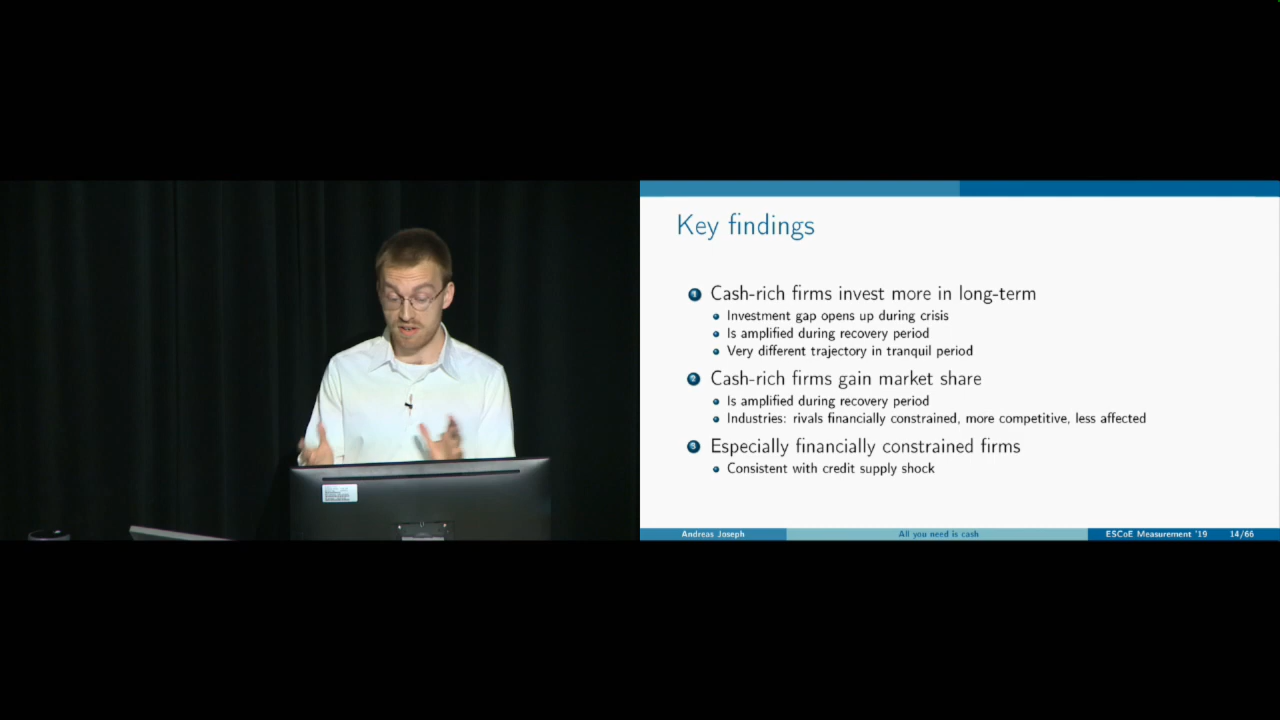 Key findings
1 Cash-rich firms invest more in long-term
Investment gap opens up during crisis
Is amplified during recovery period
Very different trajectory in tranquil period
2 Cash-rich firms gain market share
Is amplified during recovery period
Industries: rivals financially constrained, more competitive, less affected
3 Especially financially constrained firms
Consistent with credit supply shock
Andreas Joseph All you need is cash ESCoE Measurement '19 14/66